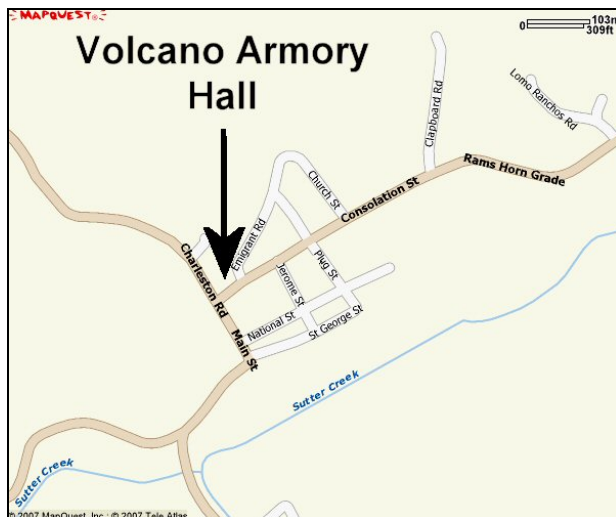 MAPQUEST®
0 103m
309ft
Volcano Armory
Hall
Lomo Ranchos Rd
Clapboard Rd
Rams Horn Grade
Church St
Consolation St
Emigrant Rd
Charleston Rd
Plug St
Jerome St
National St
Main St
St George St
Sutter Creek
Sutter Creek
© 2007 MapQuest, Inc.; © 2007 Tele Atlas